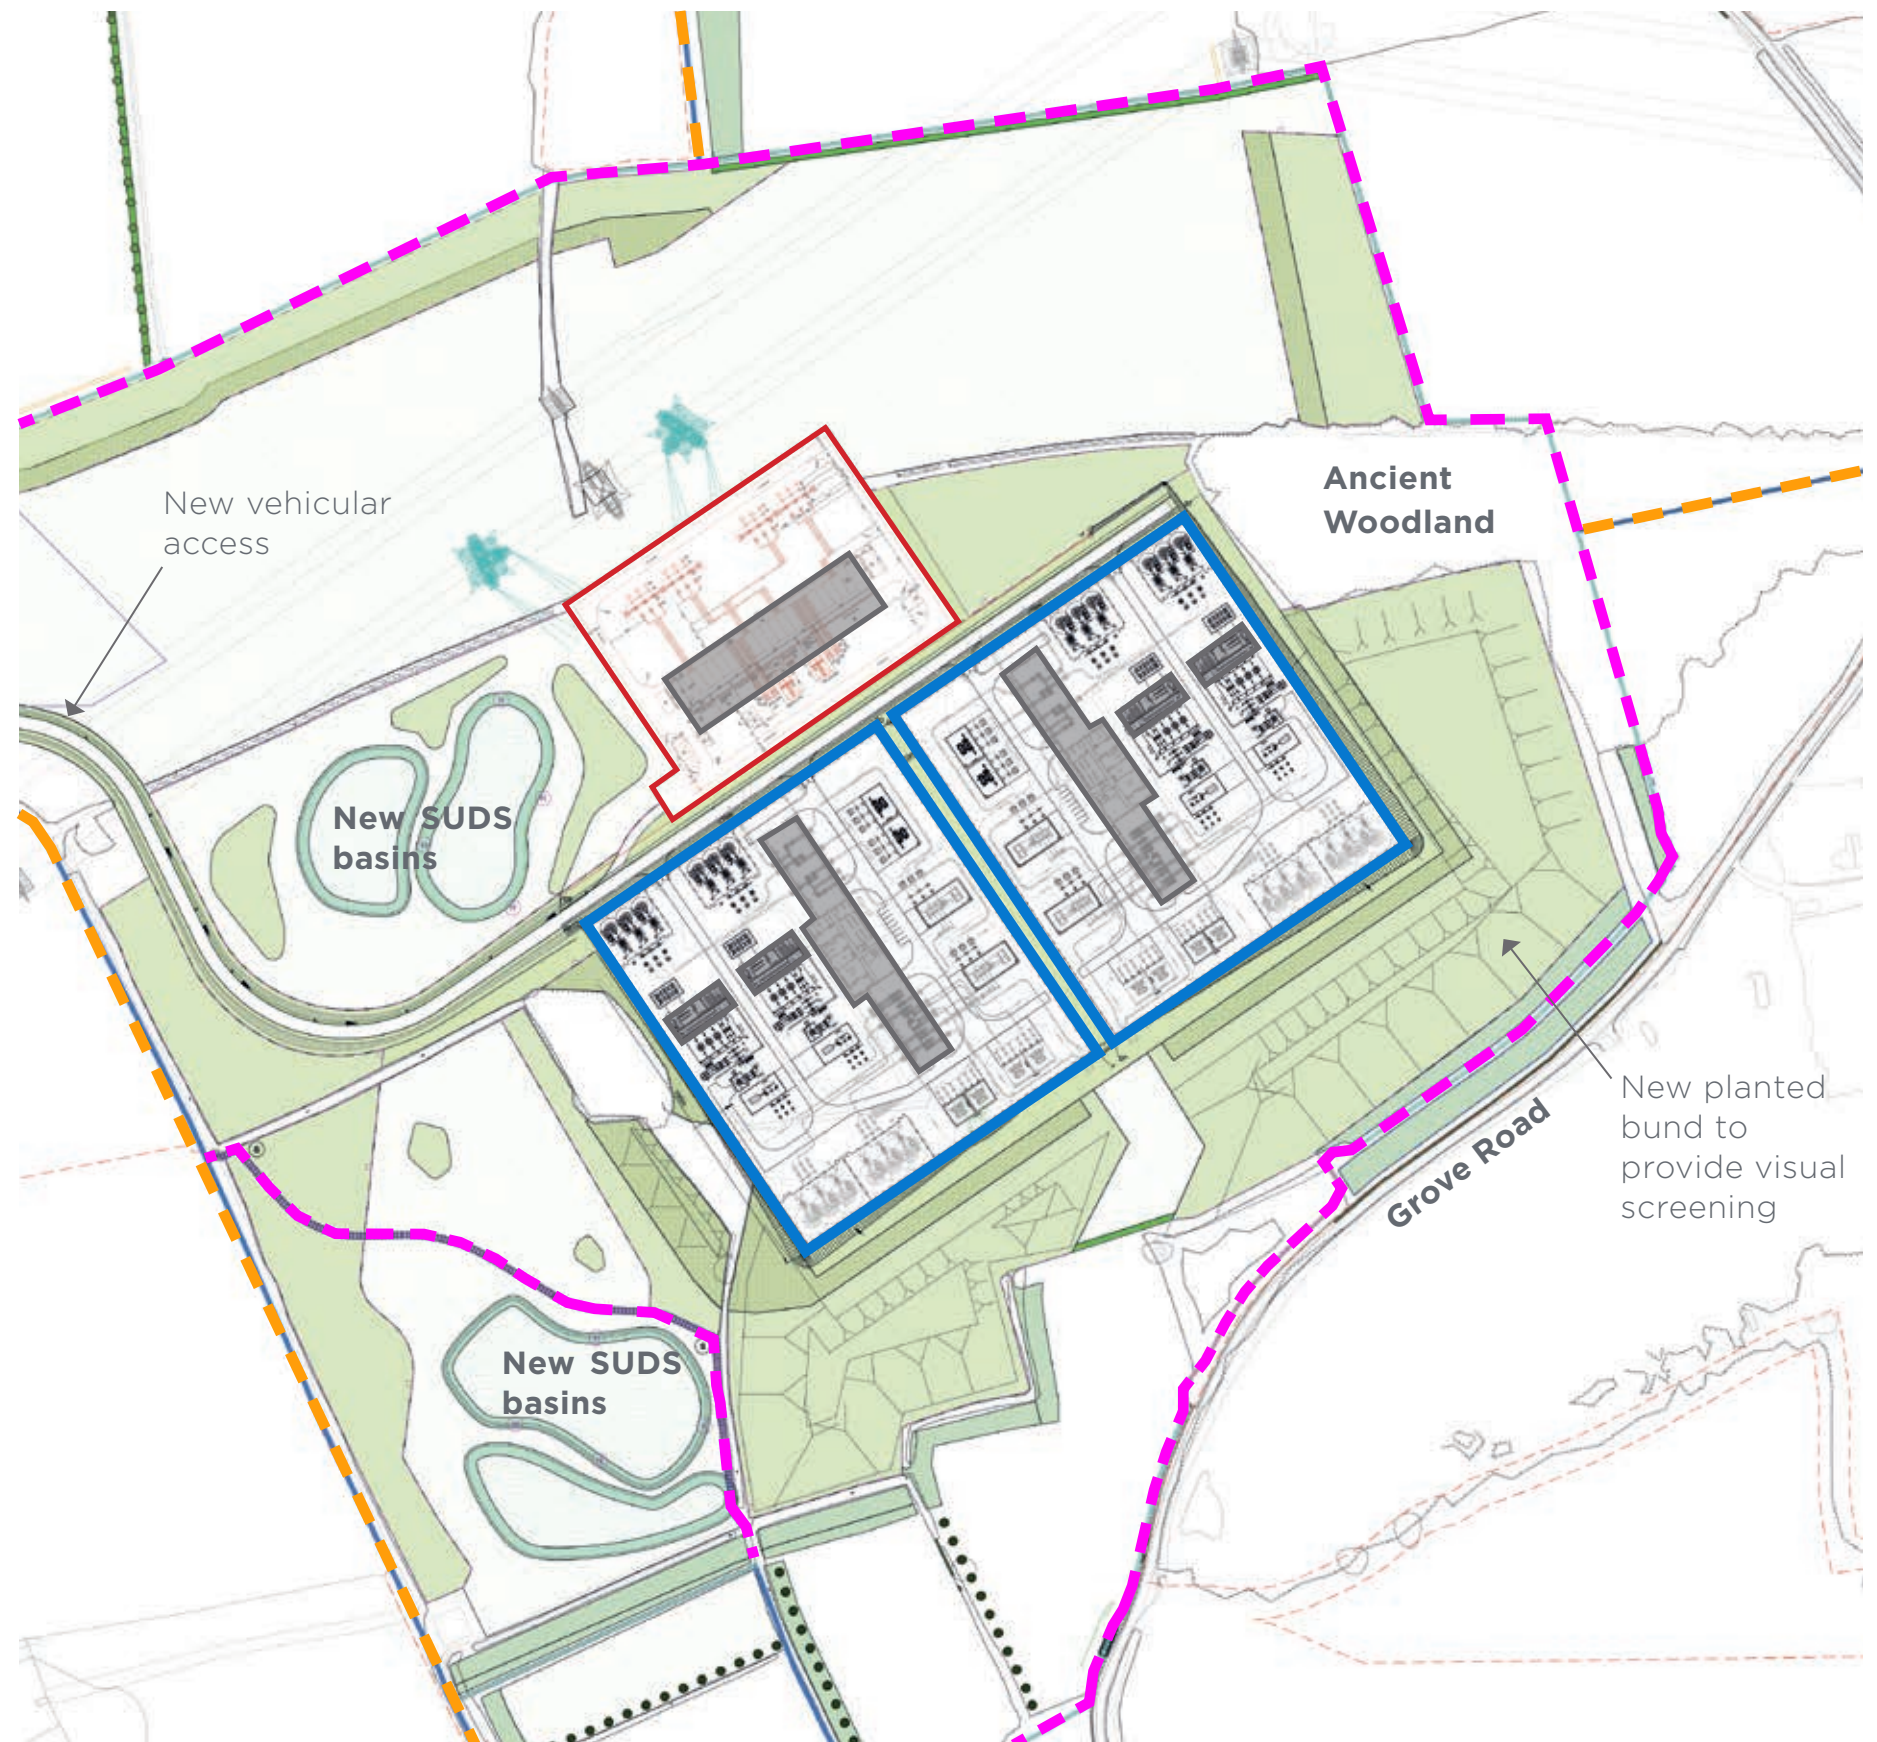 Ancient
Woodland
New vehicular
access
New SUDS
basins
New planted
bund to
provide visual
screening
Grove Road
New SUDS
basins